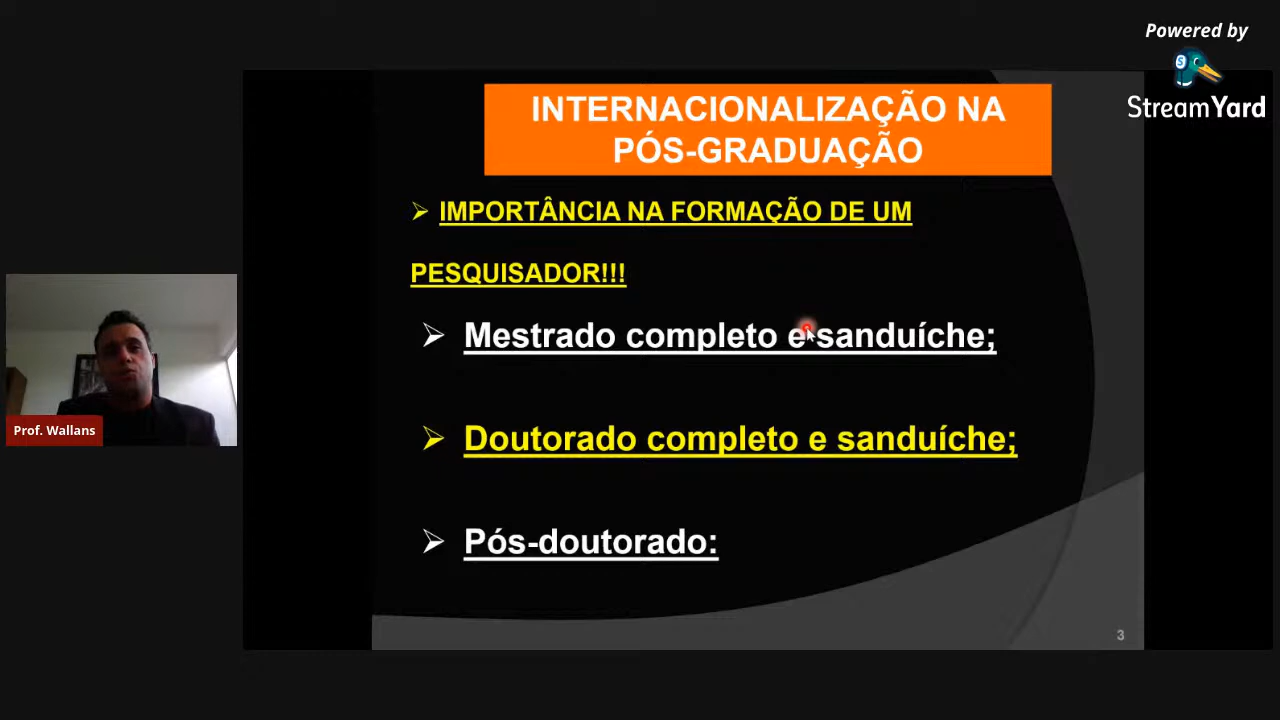 Powered by
StreamYard
INTERNACIONALIZAÇÃO NA
PÓS-GRADUAÇÃO
IMPORTÂNCIA NA FORMAÇÃO DE UM
PESQUISADOR!!!
Mestrado completo e sanduíche;
Doutorado completo e sanduíche;
Pós-doutorado:
Prof. Wallans
3